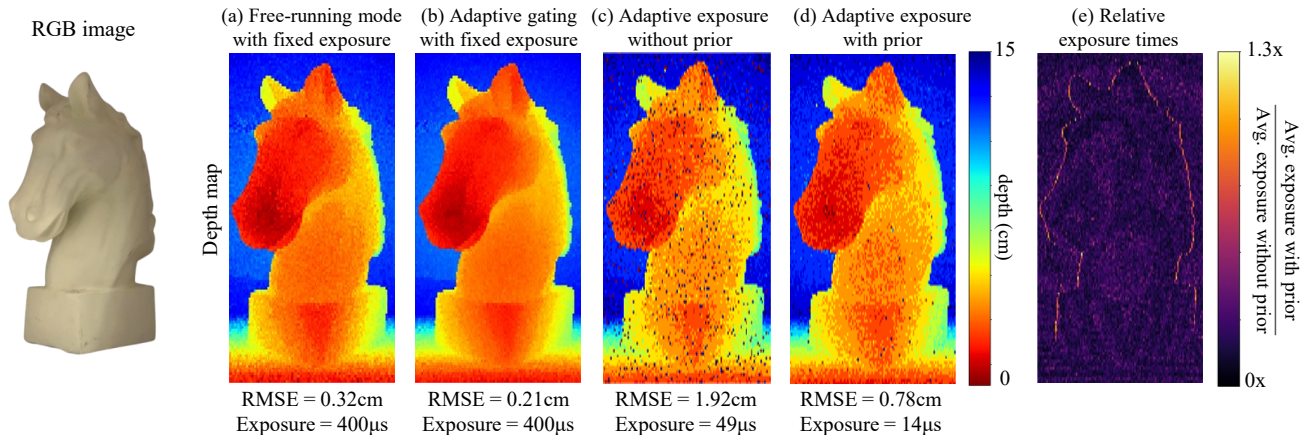 RGB image
(a) Free-running mode
with fixed exposure
(b) Adaptive gating
with fixed exposure
(c) Adaptive exposure
without prior
(d) Adaptive exposure
with prior
(e) Relative
exposure times
Depth map
15
depth (cm)
0
1.3x
0x
Avg. exposure with prior
Avg. exposure without prior
RMSE = 0.32cm
Exposure = 400μs
RMSE = 0.21cm
Exposure = 400μs
RMSE = 1.92cm
Exposure = 49μs
RMSE = 0.78cm
Exposure = 14μs